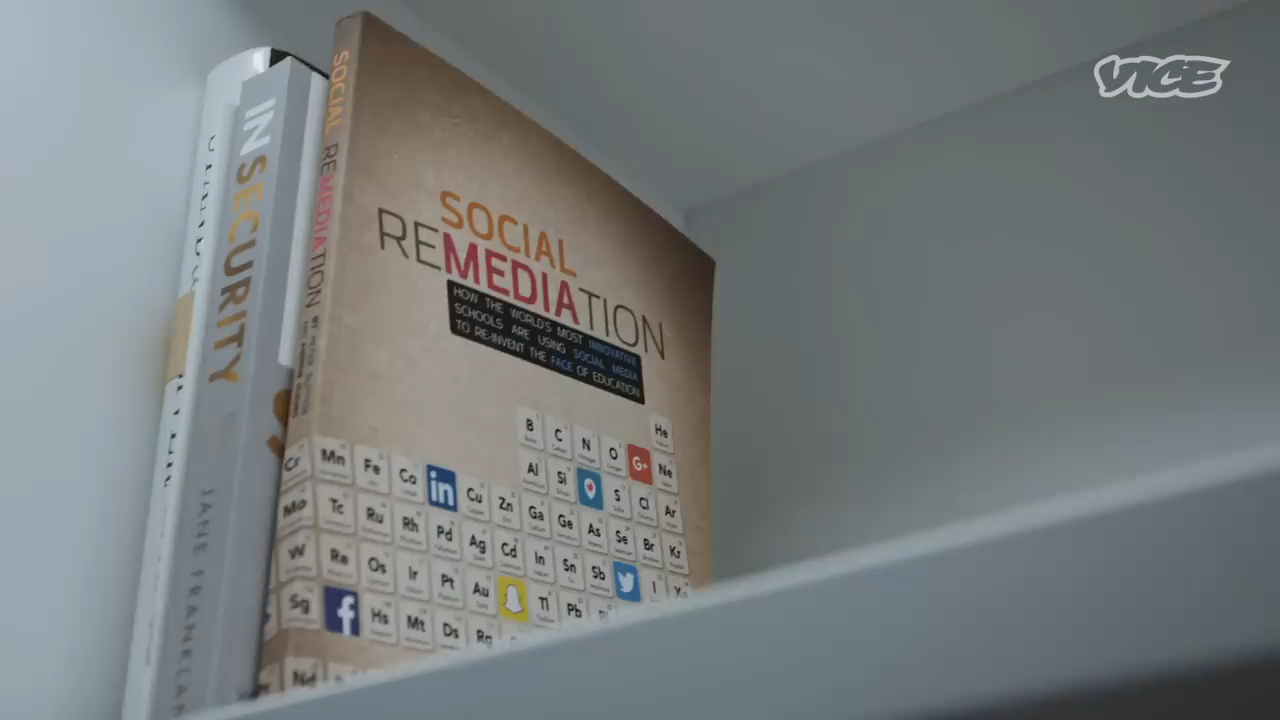 VICE
INSECURITY
JANE FRANKLAN
SOCIAL REMEDIATION
SOCIAL
REMEDIATION
HOW THE WORLD'S MOST INNOVATIVE
SCHOOLS ARE USING SOCIAL MEDIA
TO RE-INVENT THE FACE OF EDUCATION
B C N O G+ He
Al Si S Cl Ne
Cr Mn Fe Co in Cu Zn Ga Ge As Se Br Kr Ar
Mo Tc Ru Rh Pd Ag Cd In Sn Sb I
W Re Os Ir Pt Au Tl Pb
Sg f Hs Mt Ds Rg